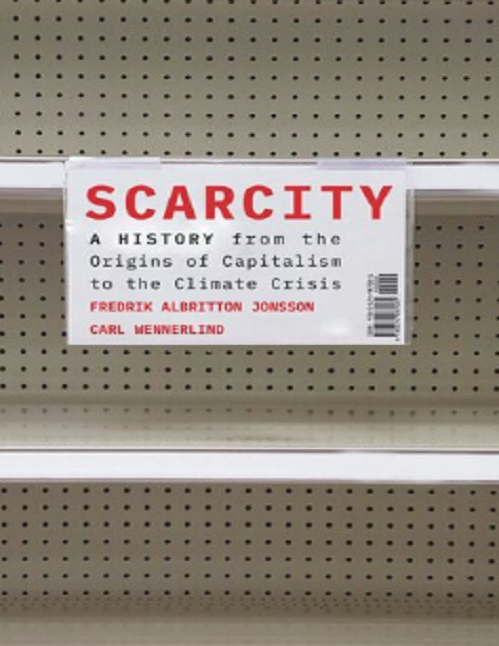 SCARCITY
A HISTORY from the
Origins of Capitalism
to the Climate Crisis
FREDRIK ALBRITTON JONSSON
CARL WENNERLIND